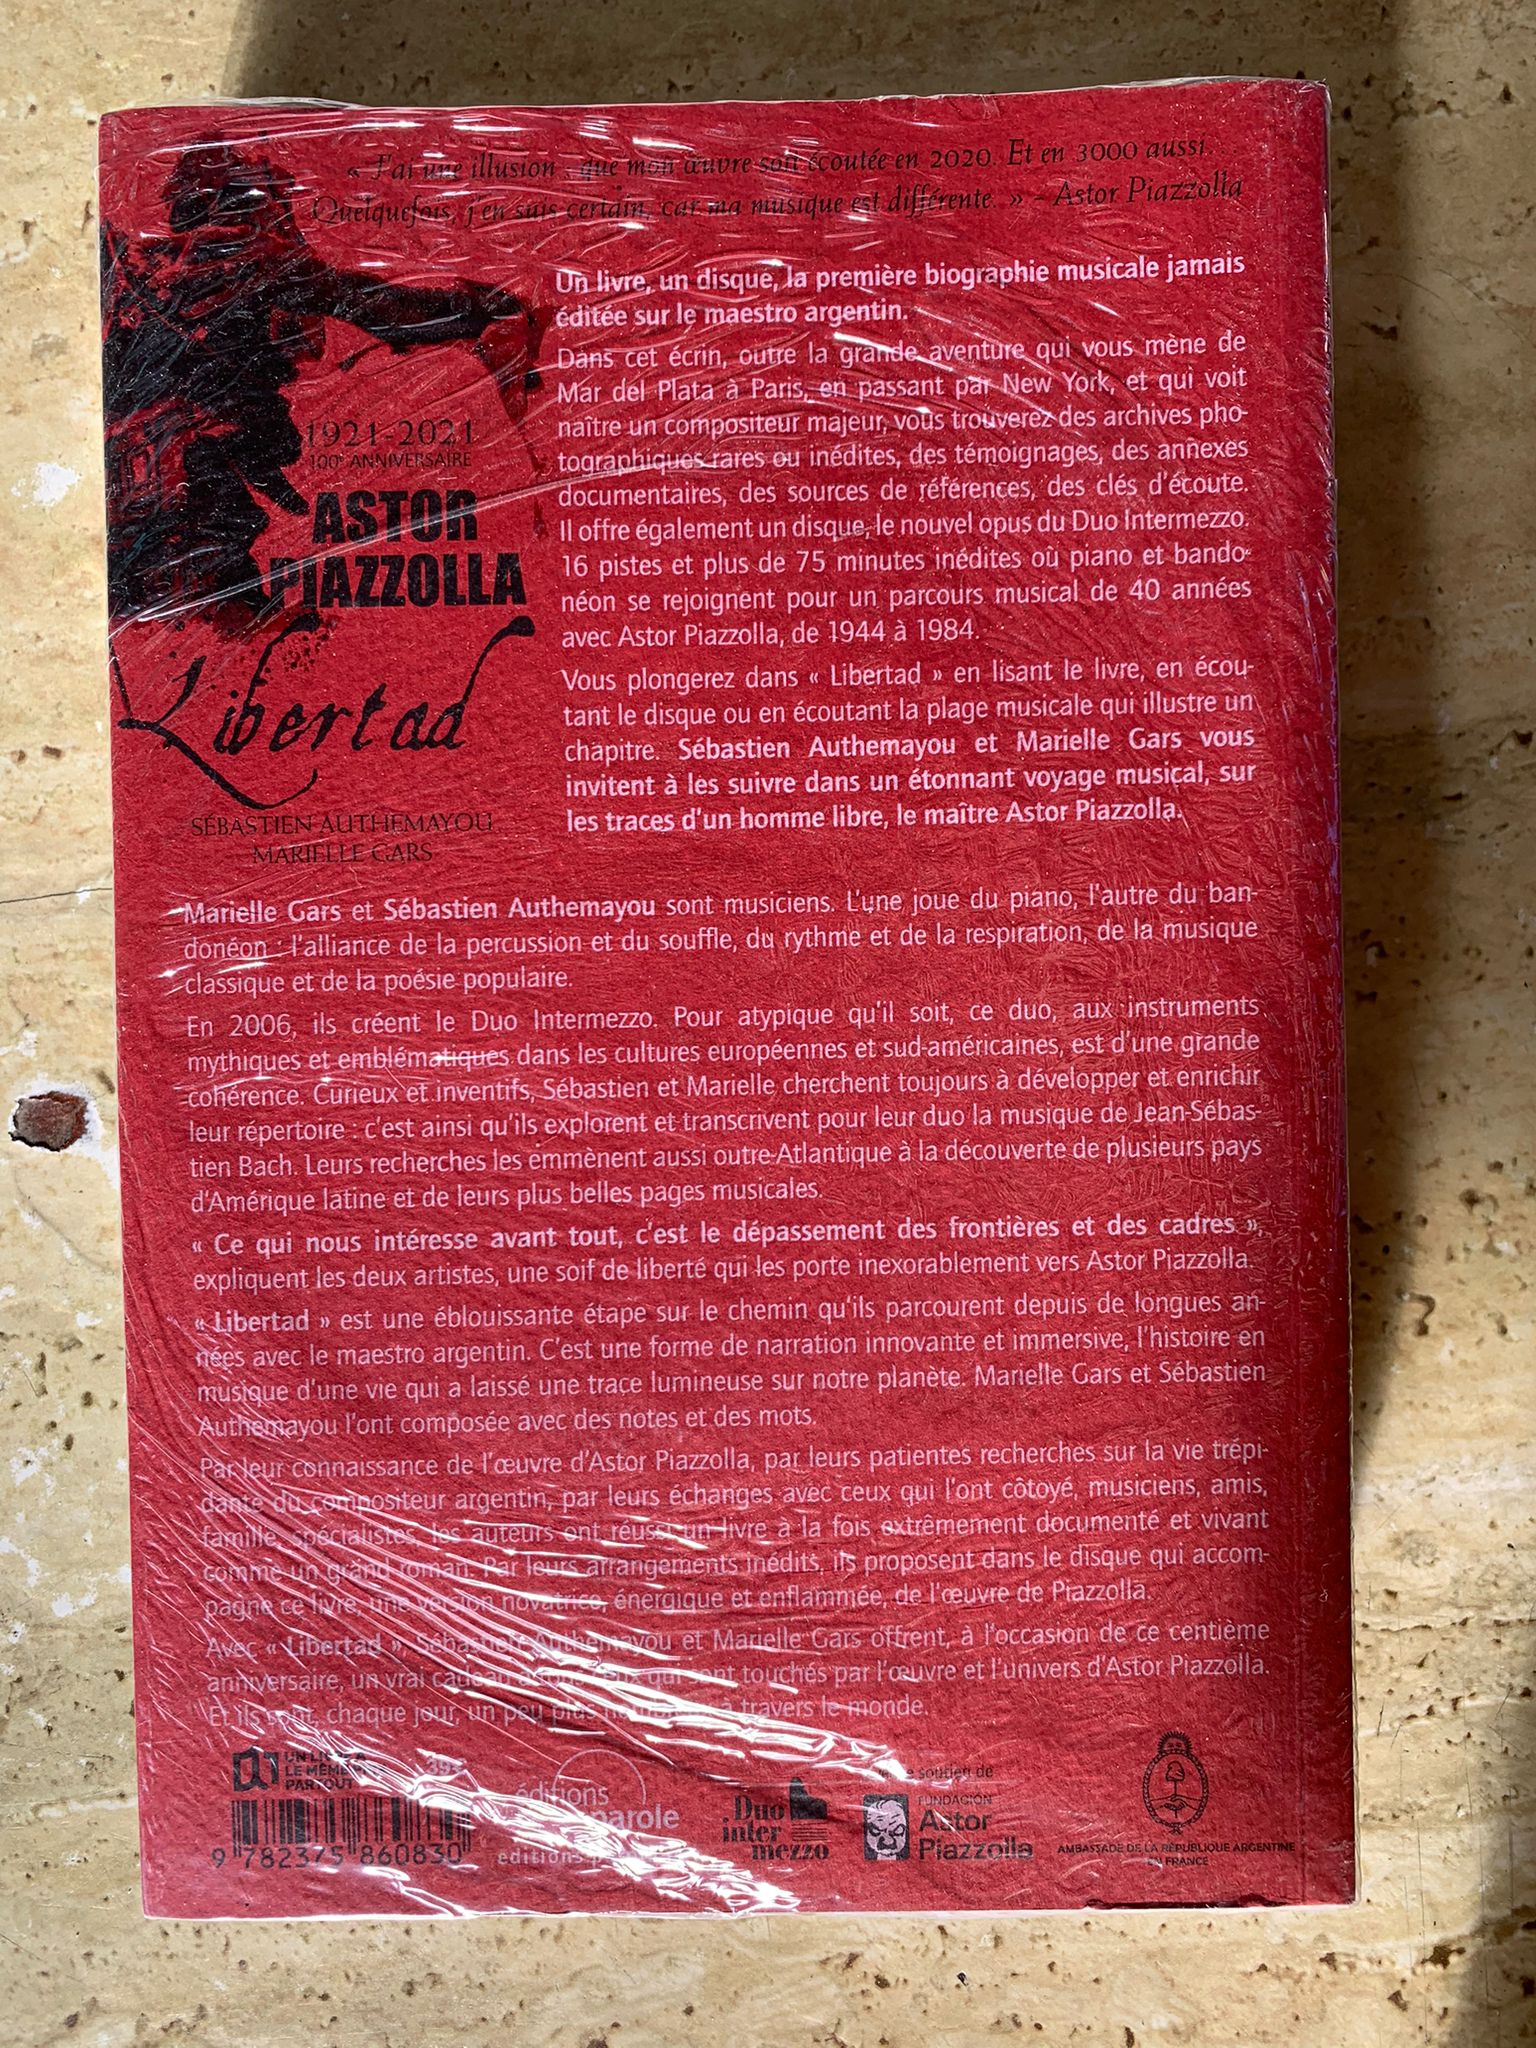 « J'ai une illusion : que mon œuvre soit écoutée en 2020. Et en 3000 aussi.
Quelquefois, j'en suis certain, car ma musique est différente. » – Astor Piazzolla
Un livre, un disque, la première biographie musicale jamais
éditée sur le maestro argentin.
Dans cet écrin, outre la grande aventure qui vous mène de
Mar del Plata à Paris, en passant par New York, et qui voit
naître un compositeur majeur, vous trouverez des archives pho-
tographiques rares ou inédites, des témoignages, des annexes
documentaires, des sources de références, des clés d'écoute.
Il offre également un disque, le nouvel opus du Duo Intermezzo.
16 pistes et plus de 75 minutes inédites où piano et bando-
néon se rejoignent pour un parcours musical de 40 années
avec Astor Piazzolla, de 1944 à 1984.
Vous plongerez dans « Libertad » en lisant le livre, en écou-
tant le disque ou en écoutant la plage musicale qui illustre un
chapitre. Sébastien Authemayou et Marielle Gars vous
invitent à les suivre dans un étonnant voyage musical, sur
les traces d'un homme libre, le maître Astor Piazzolla.
1921-2021
100e ANNIVERSAIRE
ASTOR
PIAZZOLLA
Libertad
SÉBASTIEN AUTHEMAYOU
MARIELLE GARS
Marielle Gars et Sébastien Authemayou sont musiciens. L'une joue du piano, l'autre du ban-
donéon : l'alliance de la percussion et du souffle, du rythme et de la respiration, de la musique
classique et de la poésie populaire.
En 2006, ils créent le Duo Intermezzo. Pour atypique qu'il soit, ce duo, aux instruments
mythiques et emblématiques dans les cultures européennes et sud-américaines, est d'une grande
cohérence. Curieux et inventifs, Sébastien et Marielle cherchent toujours à développer et enrichir
leur répertoire : c'est ainsi qu'ils explorent et transcrivent pour leur duo la musique de Jean-Sébas-
tien Bach. Leurs recherches les emmènent aussi outre-Atlantique à la découverte de plusieurs pays
d'Amérique latine et de leurs plus belles pages musicales.
« Ce qui nous intéresse avant tout, c'est le dépassement des frontières et des cadres »,
expliquent les deux artistes, une soif de liberté qui les porte inexorablement vers Astor Piazzolla.
« Libertad » est une éblouissante étape sur le chemin qu'ils parcourent depuis de longues an-
nées avec le maestro argentin. C'est une forme de narration innovante et immersive, l'histoire en
musique d'une vie qui a laissé une trace lumineuse sur notre planète. Marielle Gars et Sébastien
Authemayou l'ont composée avec des notes et des mots.
Par leur connaissance de l'œuvre d'Astor Piazzolla, par leurs patientes recherches sur la vie trépi-
dante du compositeur argentin, par leurs échanges avec ceux qui l'ont côtoyé, musiciens, amis,
famille, spécialistes, les auteurs ont réussi un livre à la fois extrêmement documenté et vivant
comme un grand roman. Par leurs arrangements inédits, ils proposent dans le disque qui accom-
pagne ce livre, une version novatrice, énergique et enflammée, de l'œuvre de Piazzolla.
Avec « Libertad », Sébastien Authemayou et Marielle Gars offrent, à l'occasion de ce centième
anniversaire, un vrai cadeau à tous ceux qui sont touchés par l'œuvre et l'univers d'Astor Piazzolla.
Et ils sont, chaque jour, un peu plus nombreux à travers le monde.
UN LIVRE À
LE MÊME PRIX
PARTOUT
9 782375 860830
éditions
parole
Duo
inter
mezzo
soutien de
FUNDACION
Astor
Piazzolla
AMBASSADE DE LA RÉPUBLIQUE ARGENTINE
EN FRANCE